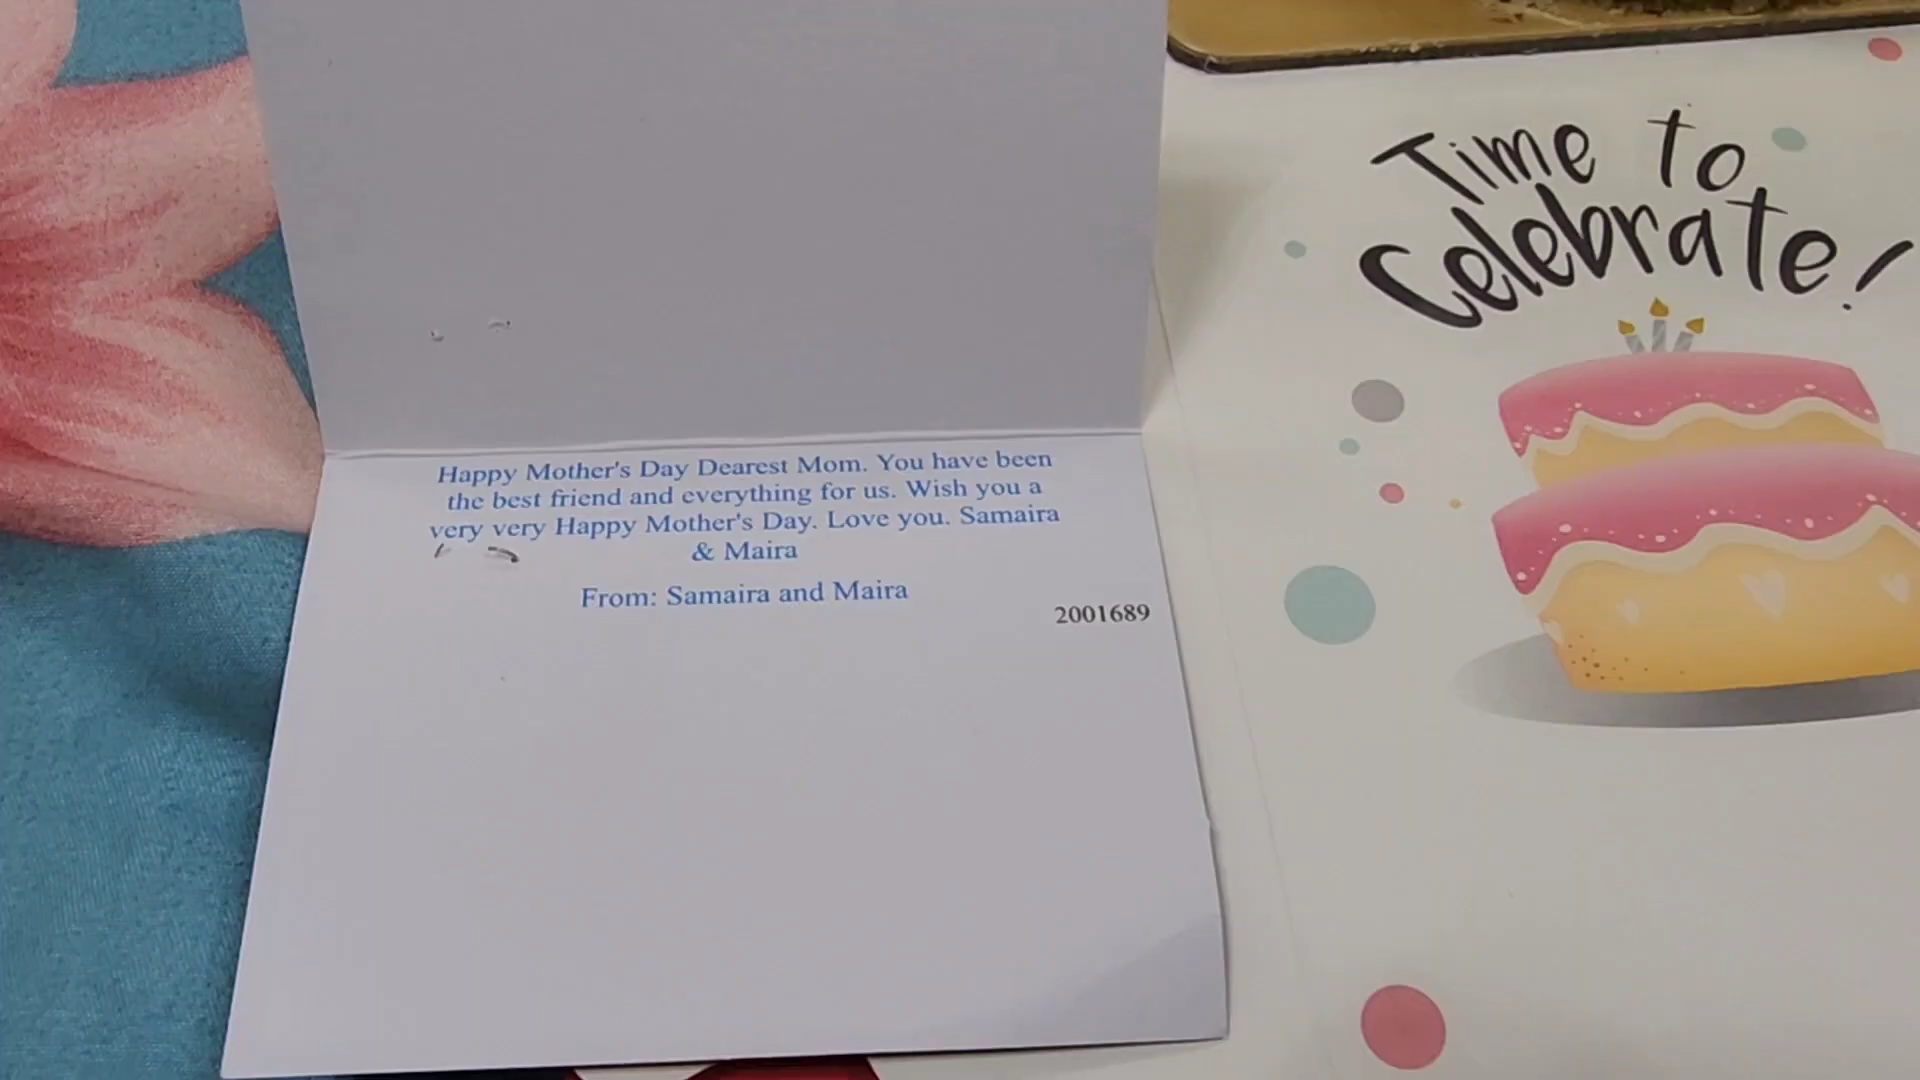 Happy Mother's Day Dearest Mom. You have been
the best friend and everything for us. Wish you a
very very Happy Mother's Day. Love you. Samaira
& Maira
From: Samaira and Maira
2001689
Time to
Celebrate!